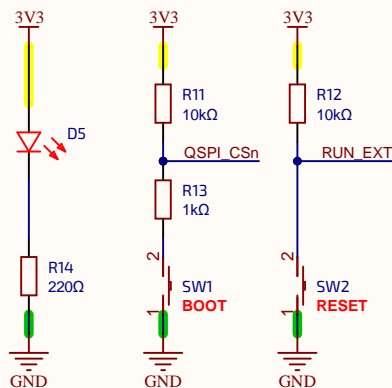 3V3
3V3
3V3
D5
R11
10kΩ
R12
10kΩ
QSPI_CSn
RUN_EXT
R13
1kΩ
R14
220Ω
2
SW1
BOOT
1
2
SW2
RESET
1
GND
GND
GND